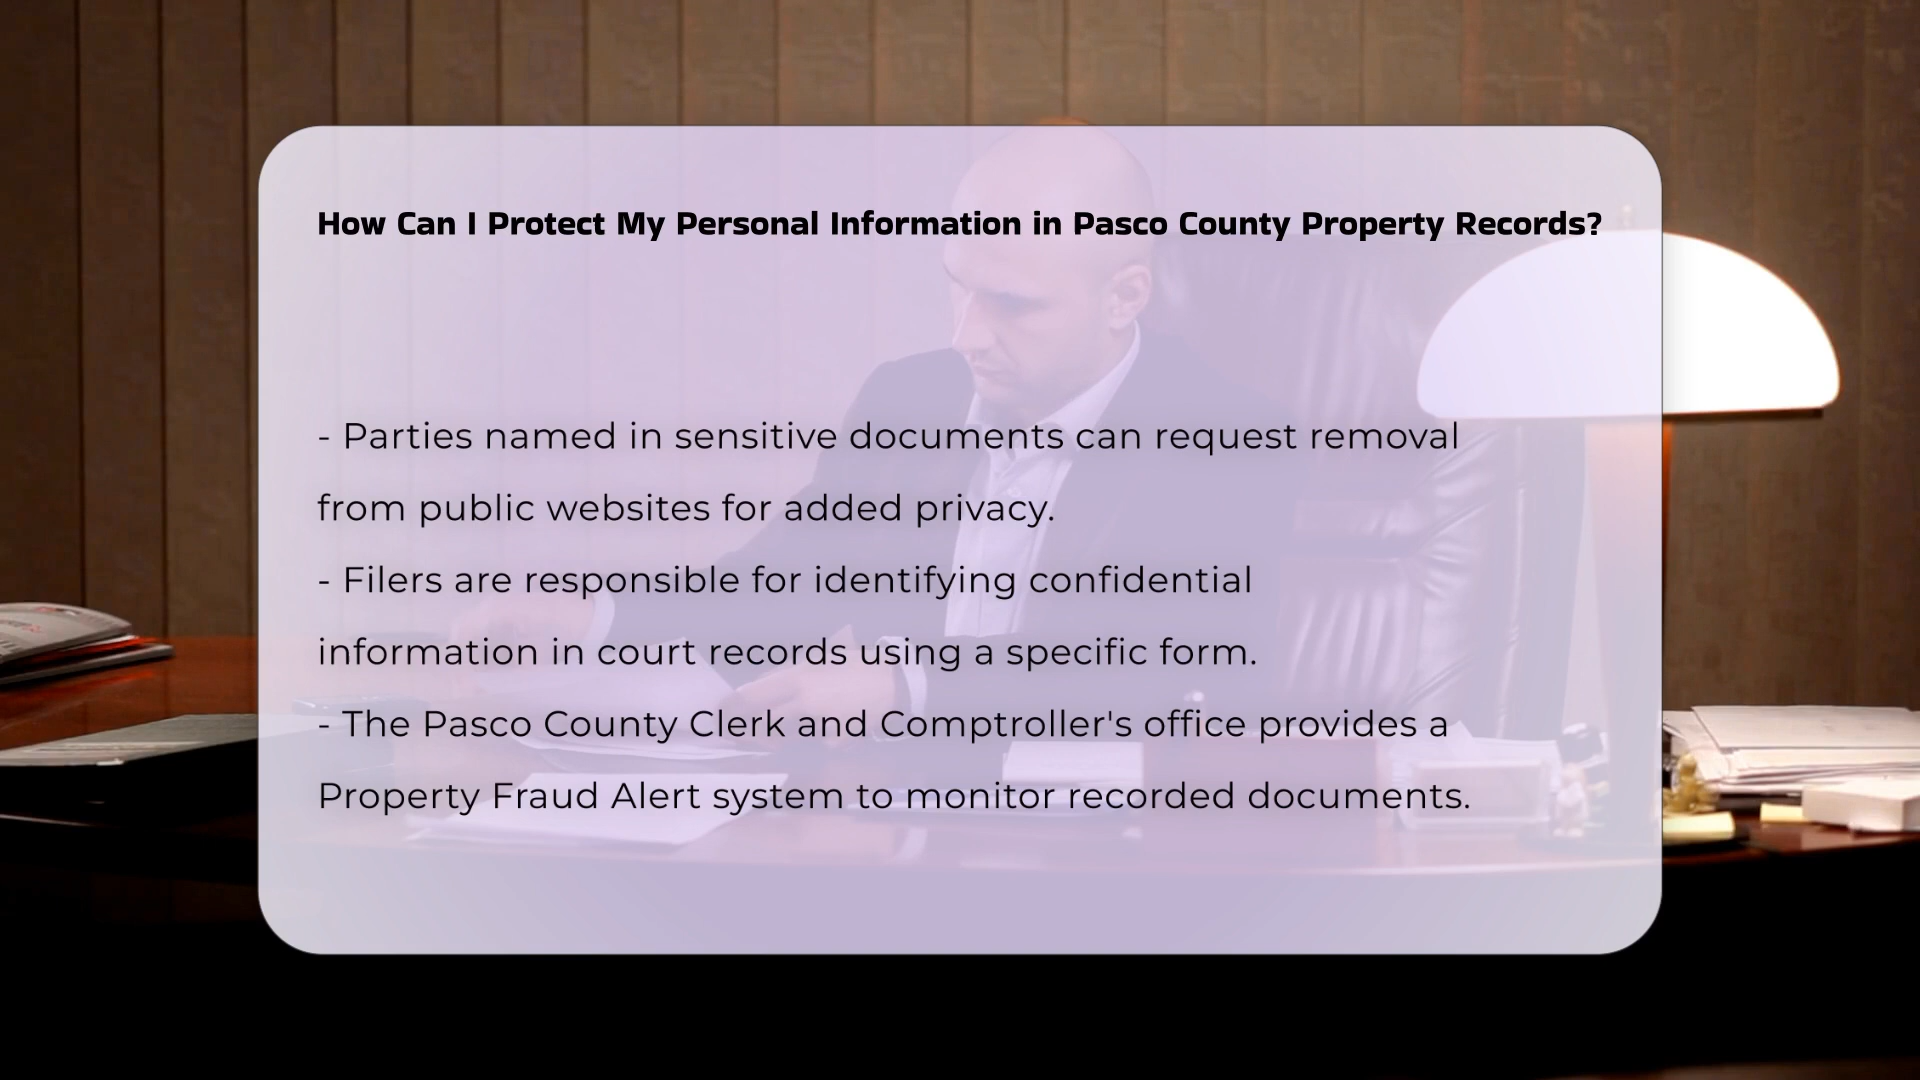 How Can I Protect My Personal Information in Pasco County Property Records?
- Parties named in sensitive documents can request removal
from public websites for added privacy.
- Filers are responsible for identifying confidential
information in court records using a specific form.
- The Pasco County Clerk and Comptroller's office provides a
Property Fraud Alert system to monitor recorded documents.